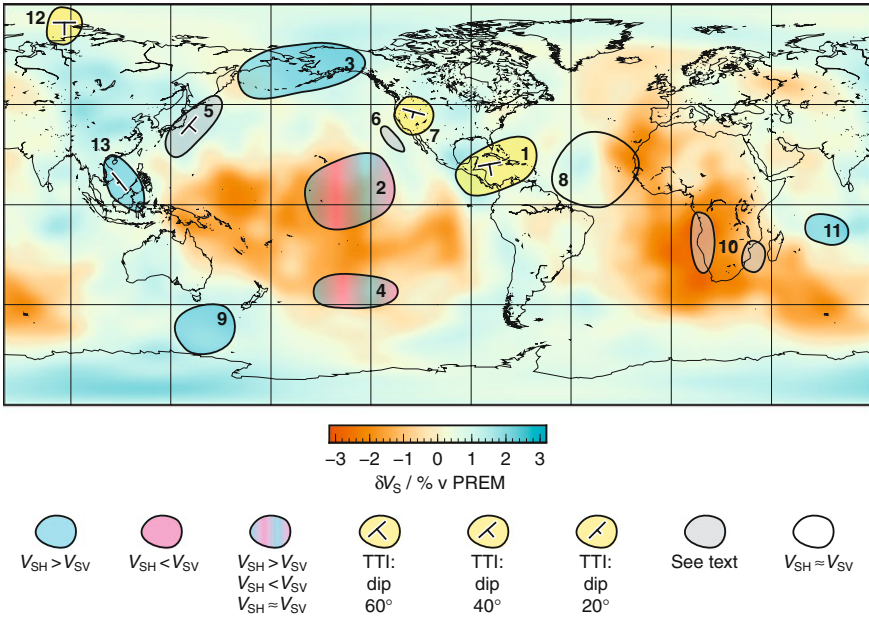 12
3
5
6
7
13
1
2
8
10
11
4
9
−3 −2 −1 0 1 2 3
δVS / % v PREM
VSH > VSV VSH < VSV VSH > VSV TTI: TTI: TTI: See text VSH ≈ VSV
VSH < VSV dip dip dip
VSH ≈ VSV 60° 40° 20°